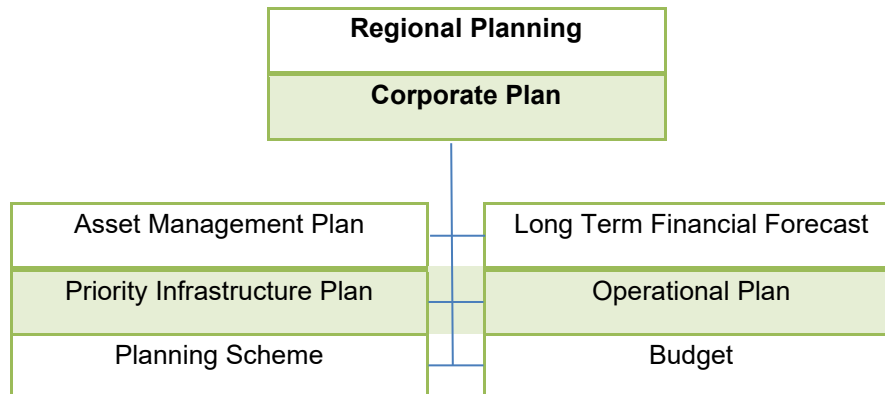 Regional Planning
Corporate Plan
Asset Management Plan
Long Term Financial Forecast
Priority Infrastructure Plan
Operational Plan
Planning Scheme
Budget